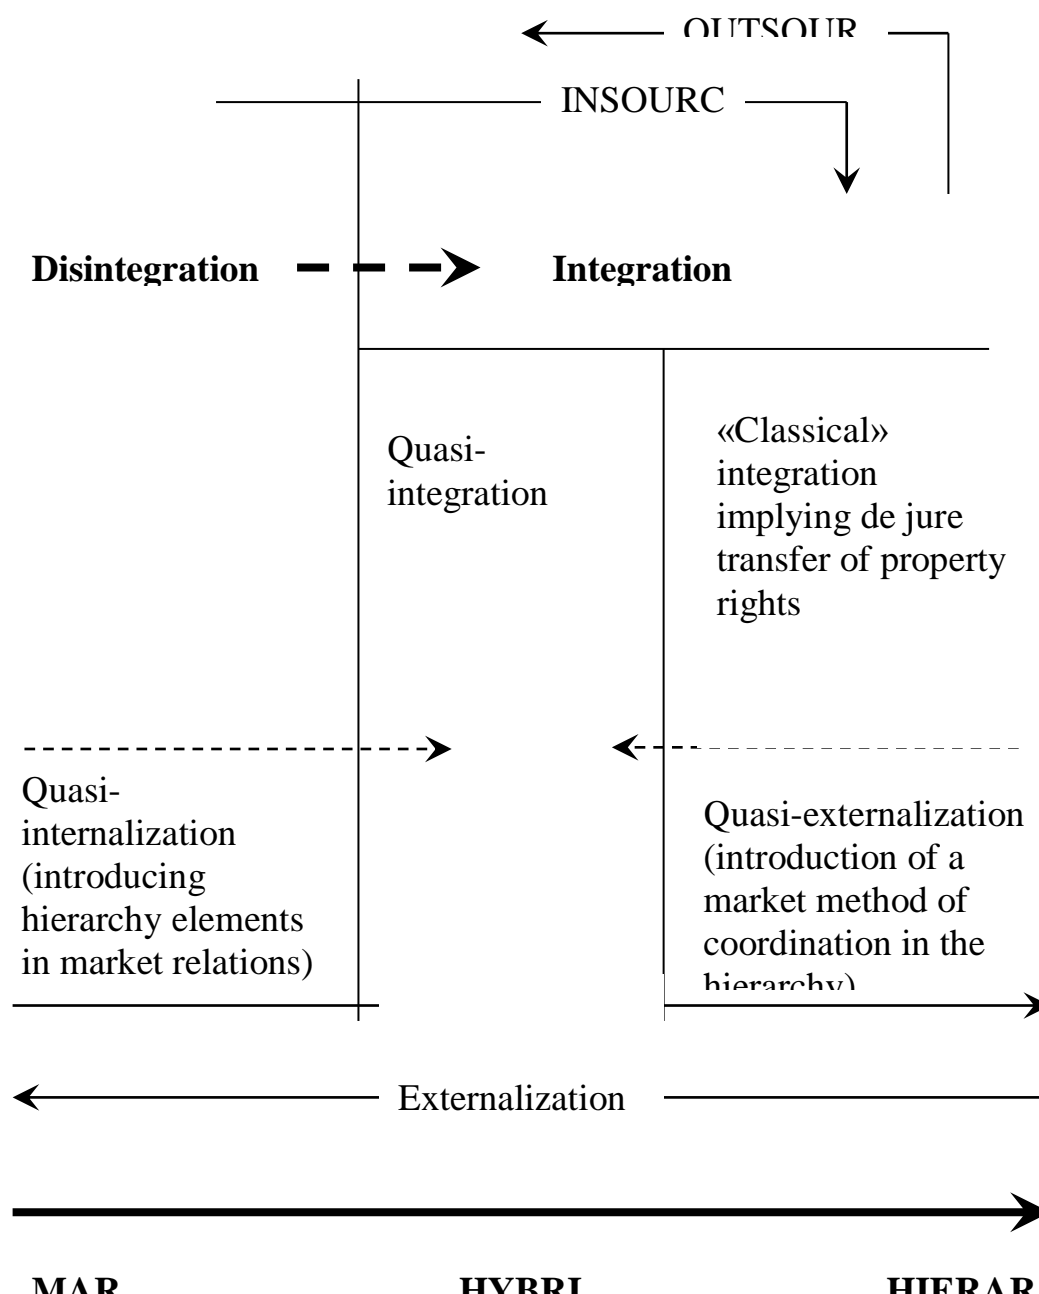 OUTSOUR
INSOURC
Disintegration
Integration
Quasi-
integration
«Classical»
integration
implying de jure
transfer of property
rights
Quasi-
internalization
(introducing
hierarchy elements
in market relations)
Quasi-externalization
(introduction of a
market method of
coordination in the
hierarchy)
Externalization
MAR
HYBRI
HIERAR